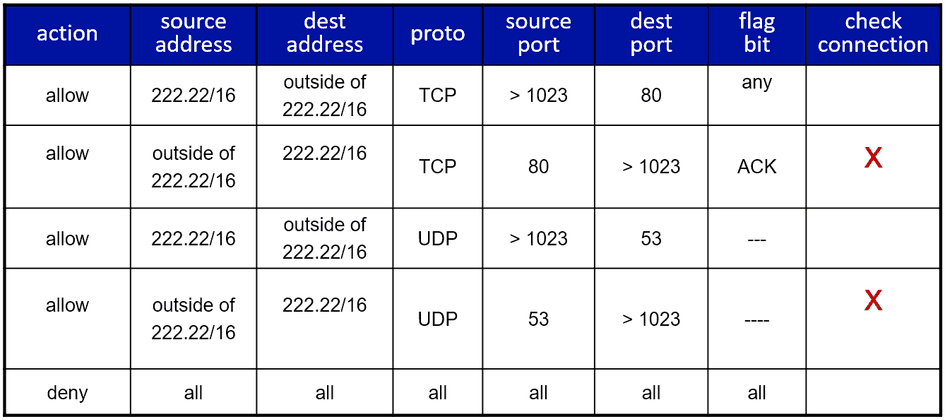 action source address dest address proto source port dest port flag bit check connection
allow 222.22/16 outside of 222.22/16 TCP > 1023 80 any
allow outside of 222.22/16 222.22/16 TCP 80 > 1023 ACK X
allow 222.22/16 outside of 222.22/16 UDP > 1023 53 ---
allow outside of 222.22/16 222.22/16 UDP 53 > 1023 ---- X
deny all all all all all all